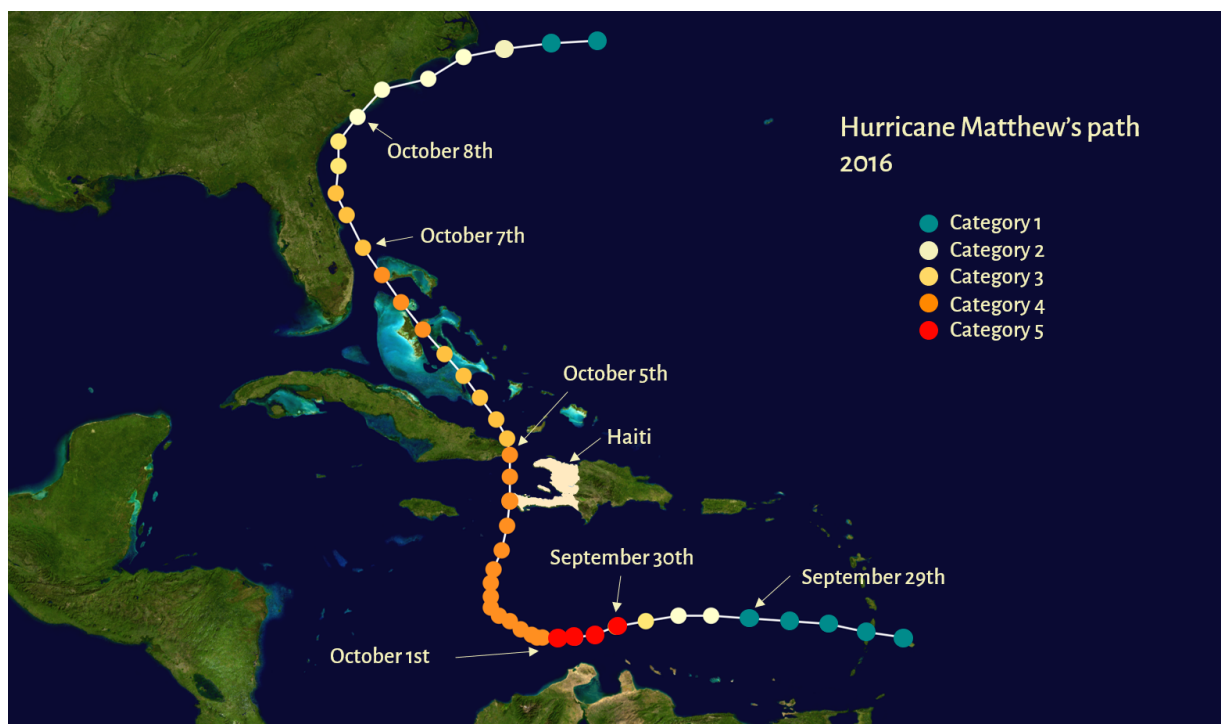 Hurricane Matthew's path
2016
Category 1
Category 2
Category 3
Category 4
Category 5
October 8th
October 7th
October 5th
Haiti
September 30th
September 29th
October 1st